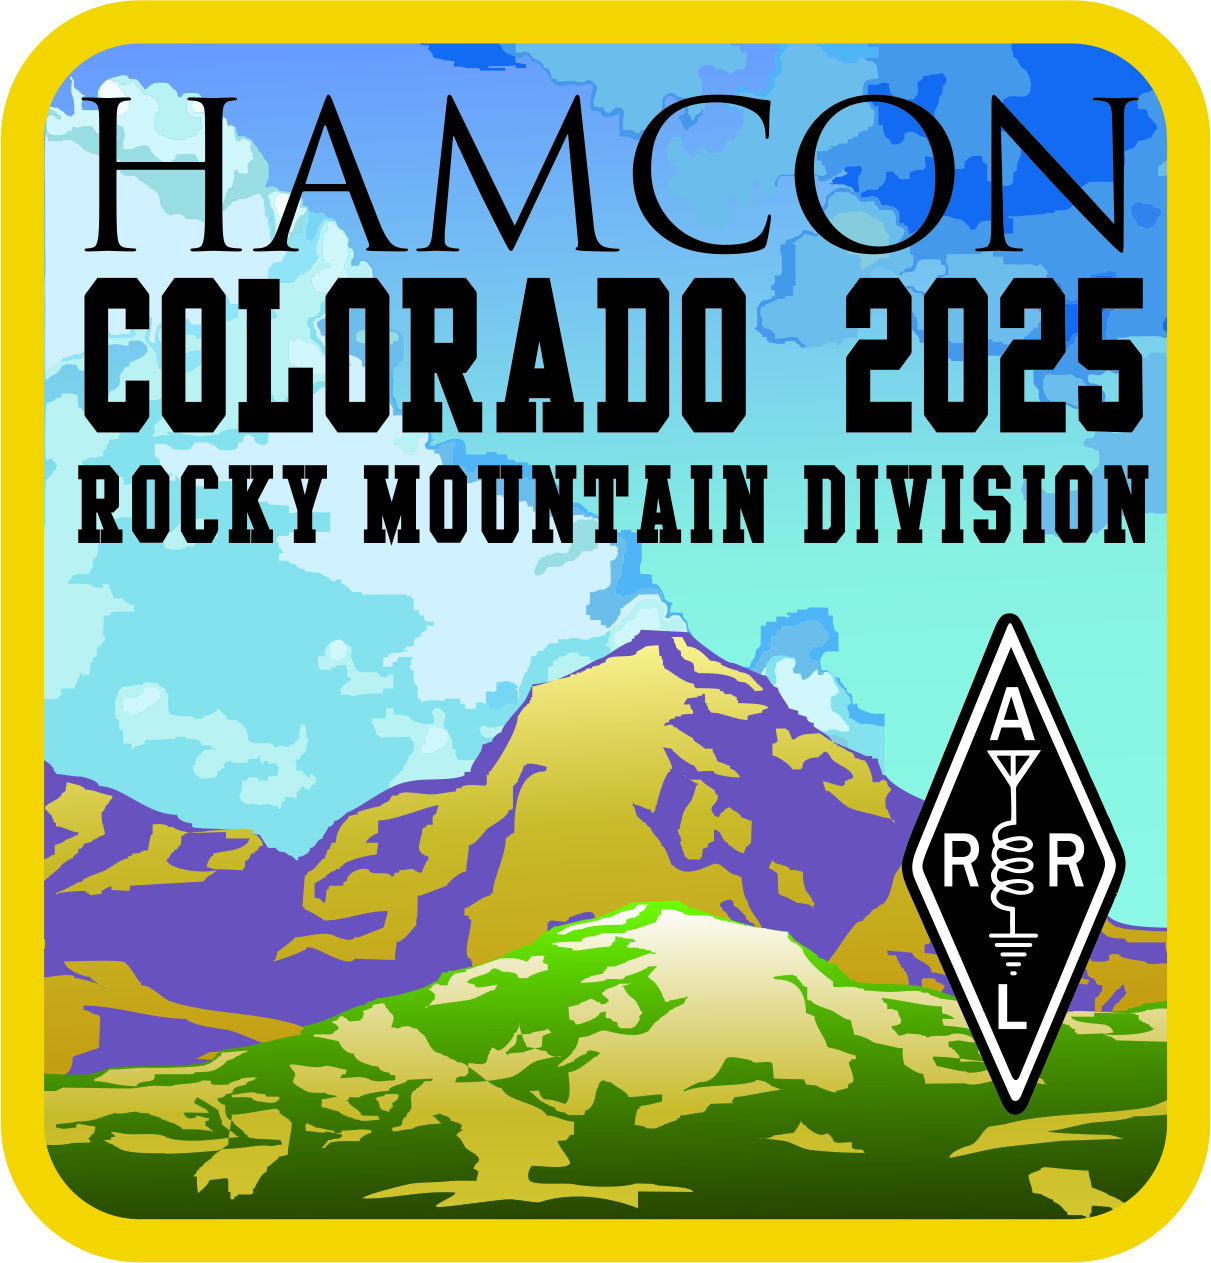 HAMCON
COLORADO 2025
ROCKY MOUNTAIN DIVISION
A
R R
L